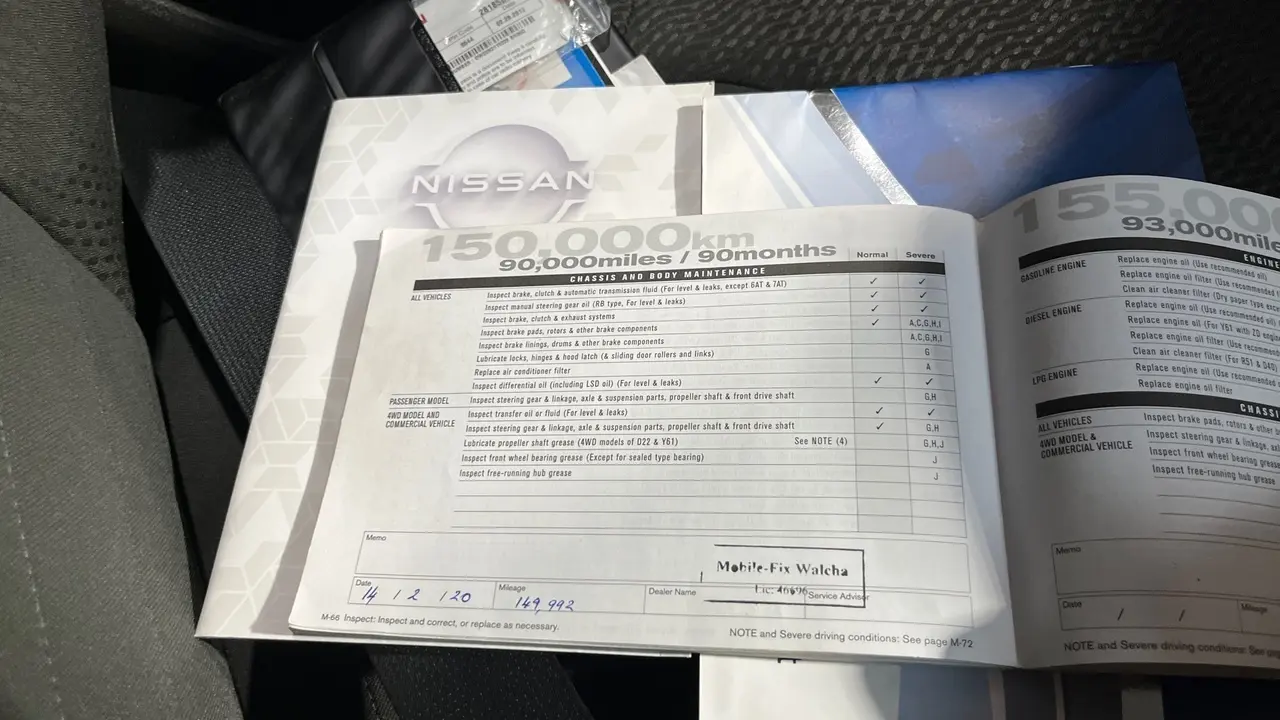 28185
Date
02.09.2012
NISSAN
150,000km
90,000miles / 90months
Normal Severe
CHASSIS AND BODY MAINTENANCE
ALL VEHICLES Inspect brake, clutch & automatic transmission fluid (For level & leaks, except 6AT & 7AT) ✓ ✓
Inspect manual steering gear oil (RB type, For level & leaks) ✓ ✓
Inspect brake, clutch & exhaust systems ✓ ✓
Inspect brake pads, rotors & other brake components ✓ A,C,G,H,I
Inspect brake linings, drums & other brake components A,C,G,H,I
Lubricate locks, hinges & hood latch (& sliding door rollers and links) G
Replace air conditioner filter A
Inspect differential oil (including LSD oil) (For level & leaks) ✓ ✓
PASSENGER MODEL Inspect steering gear & linkage, axle & suspension parts, propeller shaft & front drive shaft G,H
4WD MODEL AND COMMERCIAL VEHICLE Inspect transfer oil or fluid (For level & leaks) ✓ ✓
Inspect steering gear & linkage, axle & suspension parts, propeller shaft & front drive shaft ✓ G,H
Lubricate propeller shaft grease (4WD models of D22 & Y61) See NOTE (4) G,H,J
Inspect front wheel bearing grease (Except for sealed type bearing) J
Inspect free-running hub grease J
Memo
Mobile-Fix Walcha
Lic: 46696
Date 14 / 2 / 20 Mileage 149,992 Dealer Name Service Advisor
M-66 Inspect: Inspect and correct, or replace as necessary.
NOTE and Severe driving conditions: See page M-72
155,00
93,000mile
ENGINE
GASOLINE ENGINE Replace engine oil (Use recommended oil)
Replace engine oil filter (Use recommended
Clean air cleaner filter (Dry paper type
DIESEL ENGINE Replace engine oil (Use recommended
Replace engine oil (For Y61 with ZD engine
Replace engine oil filter (Use recomme
Clean air cleaner filter (For R51 & D40)
LPG ENGINE Replace engine oil (Use recommended
Replace engine oil filter
CHASSI
ALL VEHICLES Inspect brake pads, rotors & other b
4WD MODEL & COMMERCIAL VEHICLE Inspect steering gear & linkage, ax
Inspect front wheel bearing grease
Inspect free-running hub grease
Memo
Date / / Mileage
NOTE and Severe driving conditions: See pag